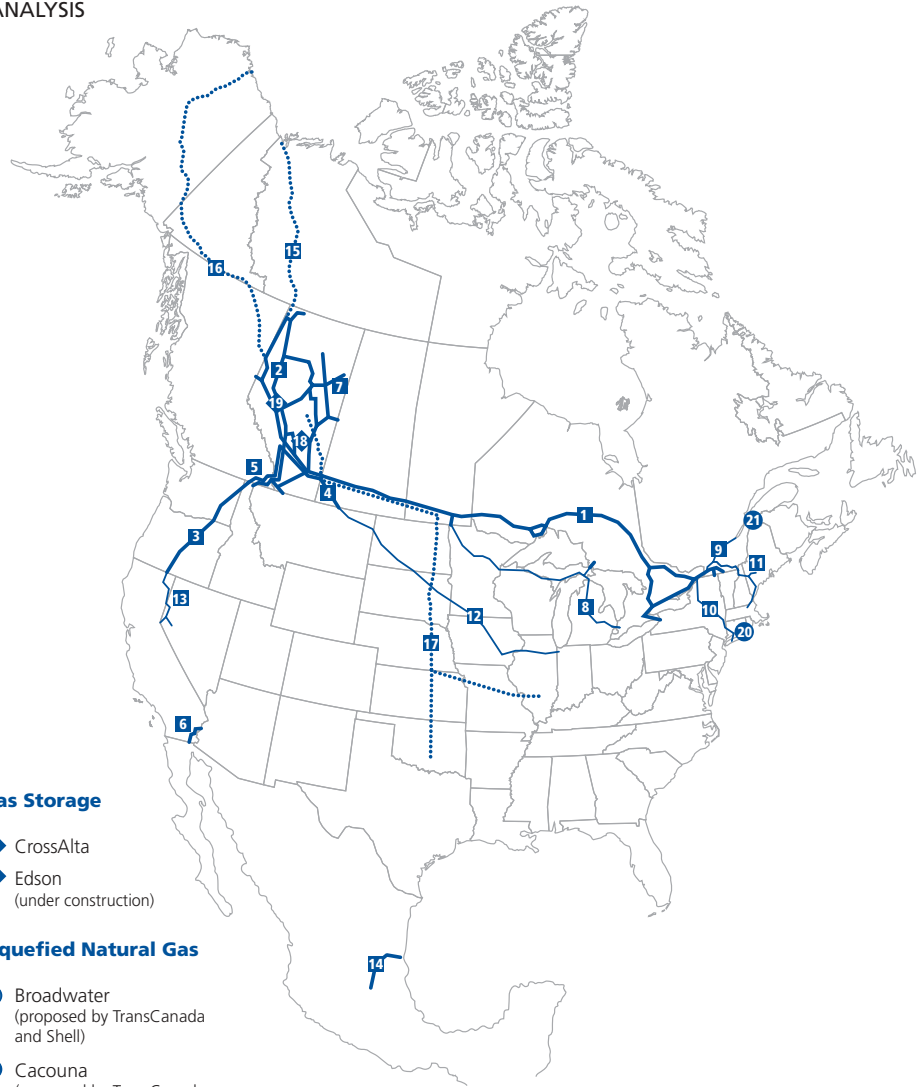 ANALYSIS
15
16
2
7
19
18
5
4
1
21
3
9
11
13
8
10
12
20
17
6
as Storage
CrossAlta
Edson
(under construction)
quefied Natural Gas
14
Broadwater
(proposed by TransCanada
and Shell)
Cacouna